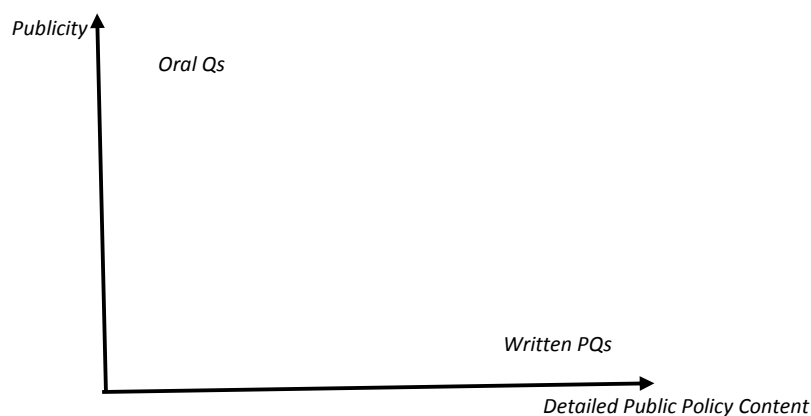 Publicity
Oral Qs
Written PQs
Detailed Public Policy Content